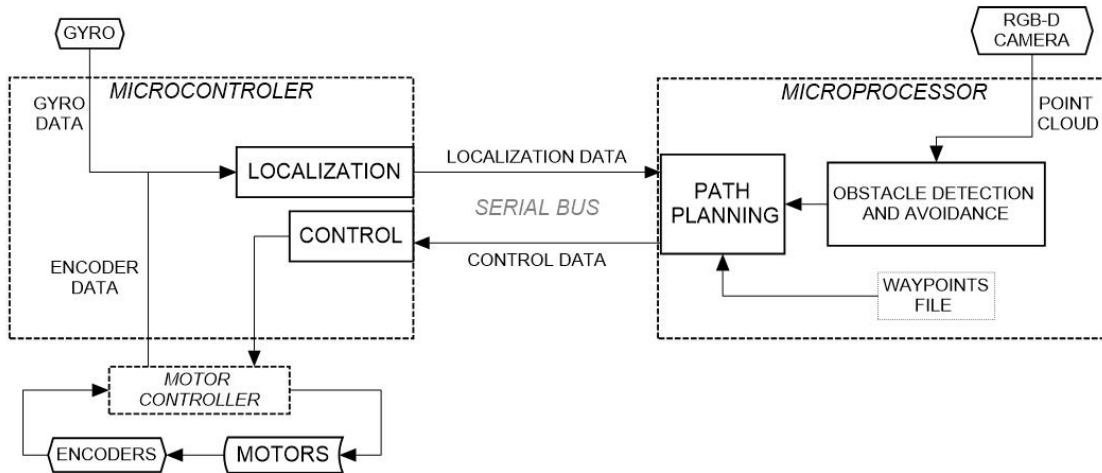 GYRO
RGB-D
CAMERA
MICROCONTROLER
MICROPROCESSOR
GYRO
DATA
POINT
CLOUD
LOCALIZATION
LOCALIZATION DATA
PATH
PLANNING
OBSTACLE DETECTION
AND AVOIDANCE
SERIAL BUS
CONTROL
CONTROL DATA
ENCODER
DATA
WAYPOINTS
FILE
MOTOR
CONTROLLER
ENCODERS
MOTORS